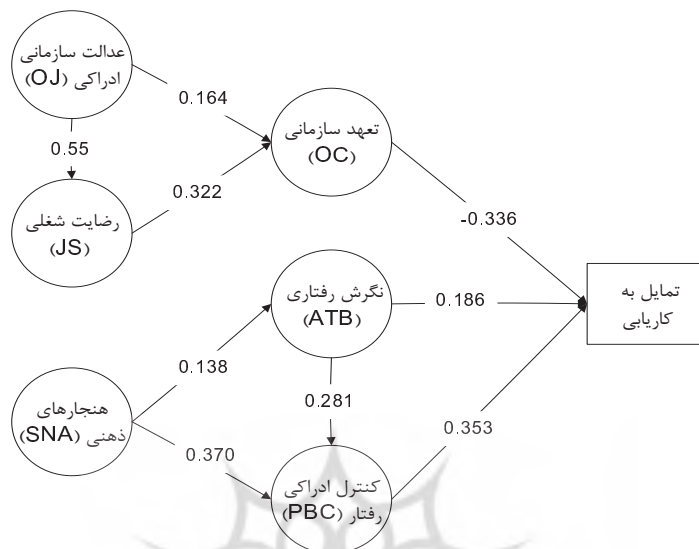 عدالت سازمانی
ادراکی (OJ)
0.164
تعهد سازمانی
(OC)
0.55
0.322
رضایت شغلی
(JS)
-0.336
نگرش رفتاری
(ATB)
0.186
تمایل به
کاریابی
0.138
0.281
هنجارهای
ذهنی (SNA)
0.353
0.370
کنترل ادراکی
رفتار (PBC)